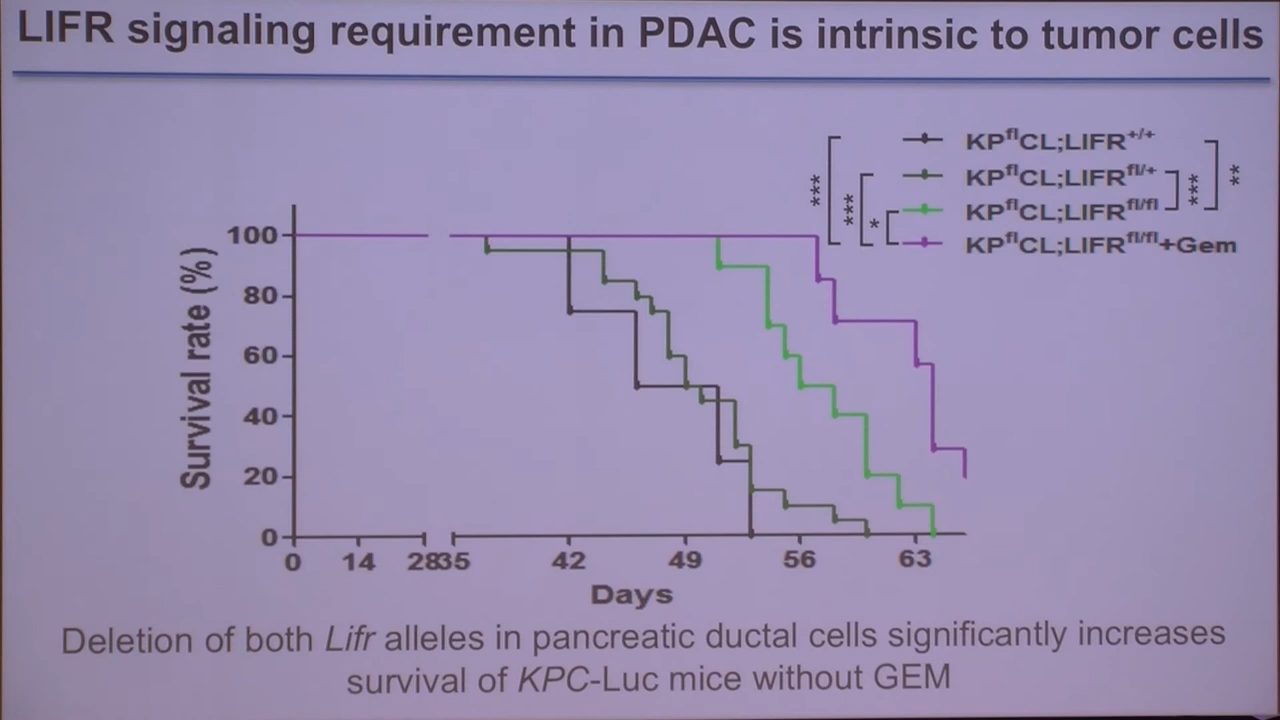 LIFR signaling requirement in PDAC is intrinsic to tumor cells
KPflCL;LIFR+/+
KPflCL;LIFRfl/+
KPflCL;LIFRfl/fl
KPflCL;LIFRfl/fl+Gem
***
***
*
***
**
Survival rate (%)
100
80
60
40
20
0
0 14 28 35 42 49 56 63
Days
Deletion of both Lifr alleles in pancreatic ductal cells significantly increases
survival of KPC-Luc mice without GEM